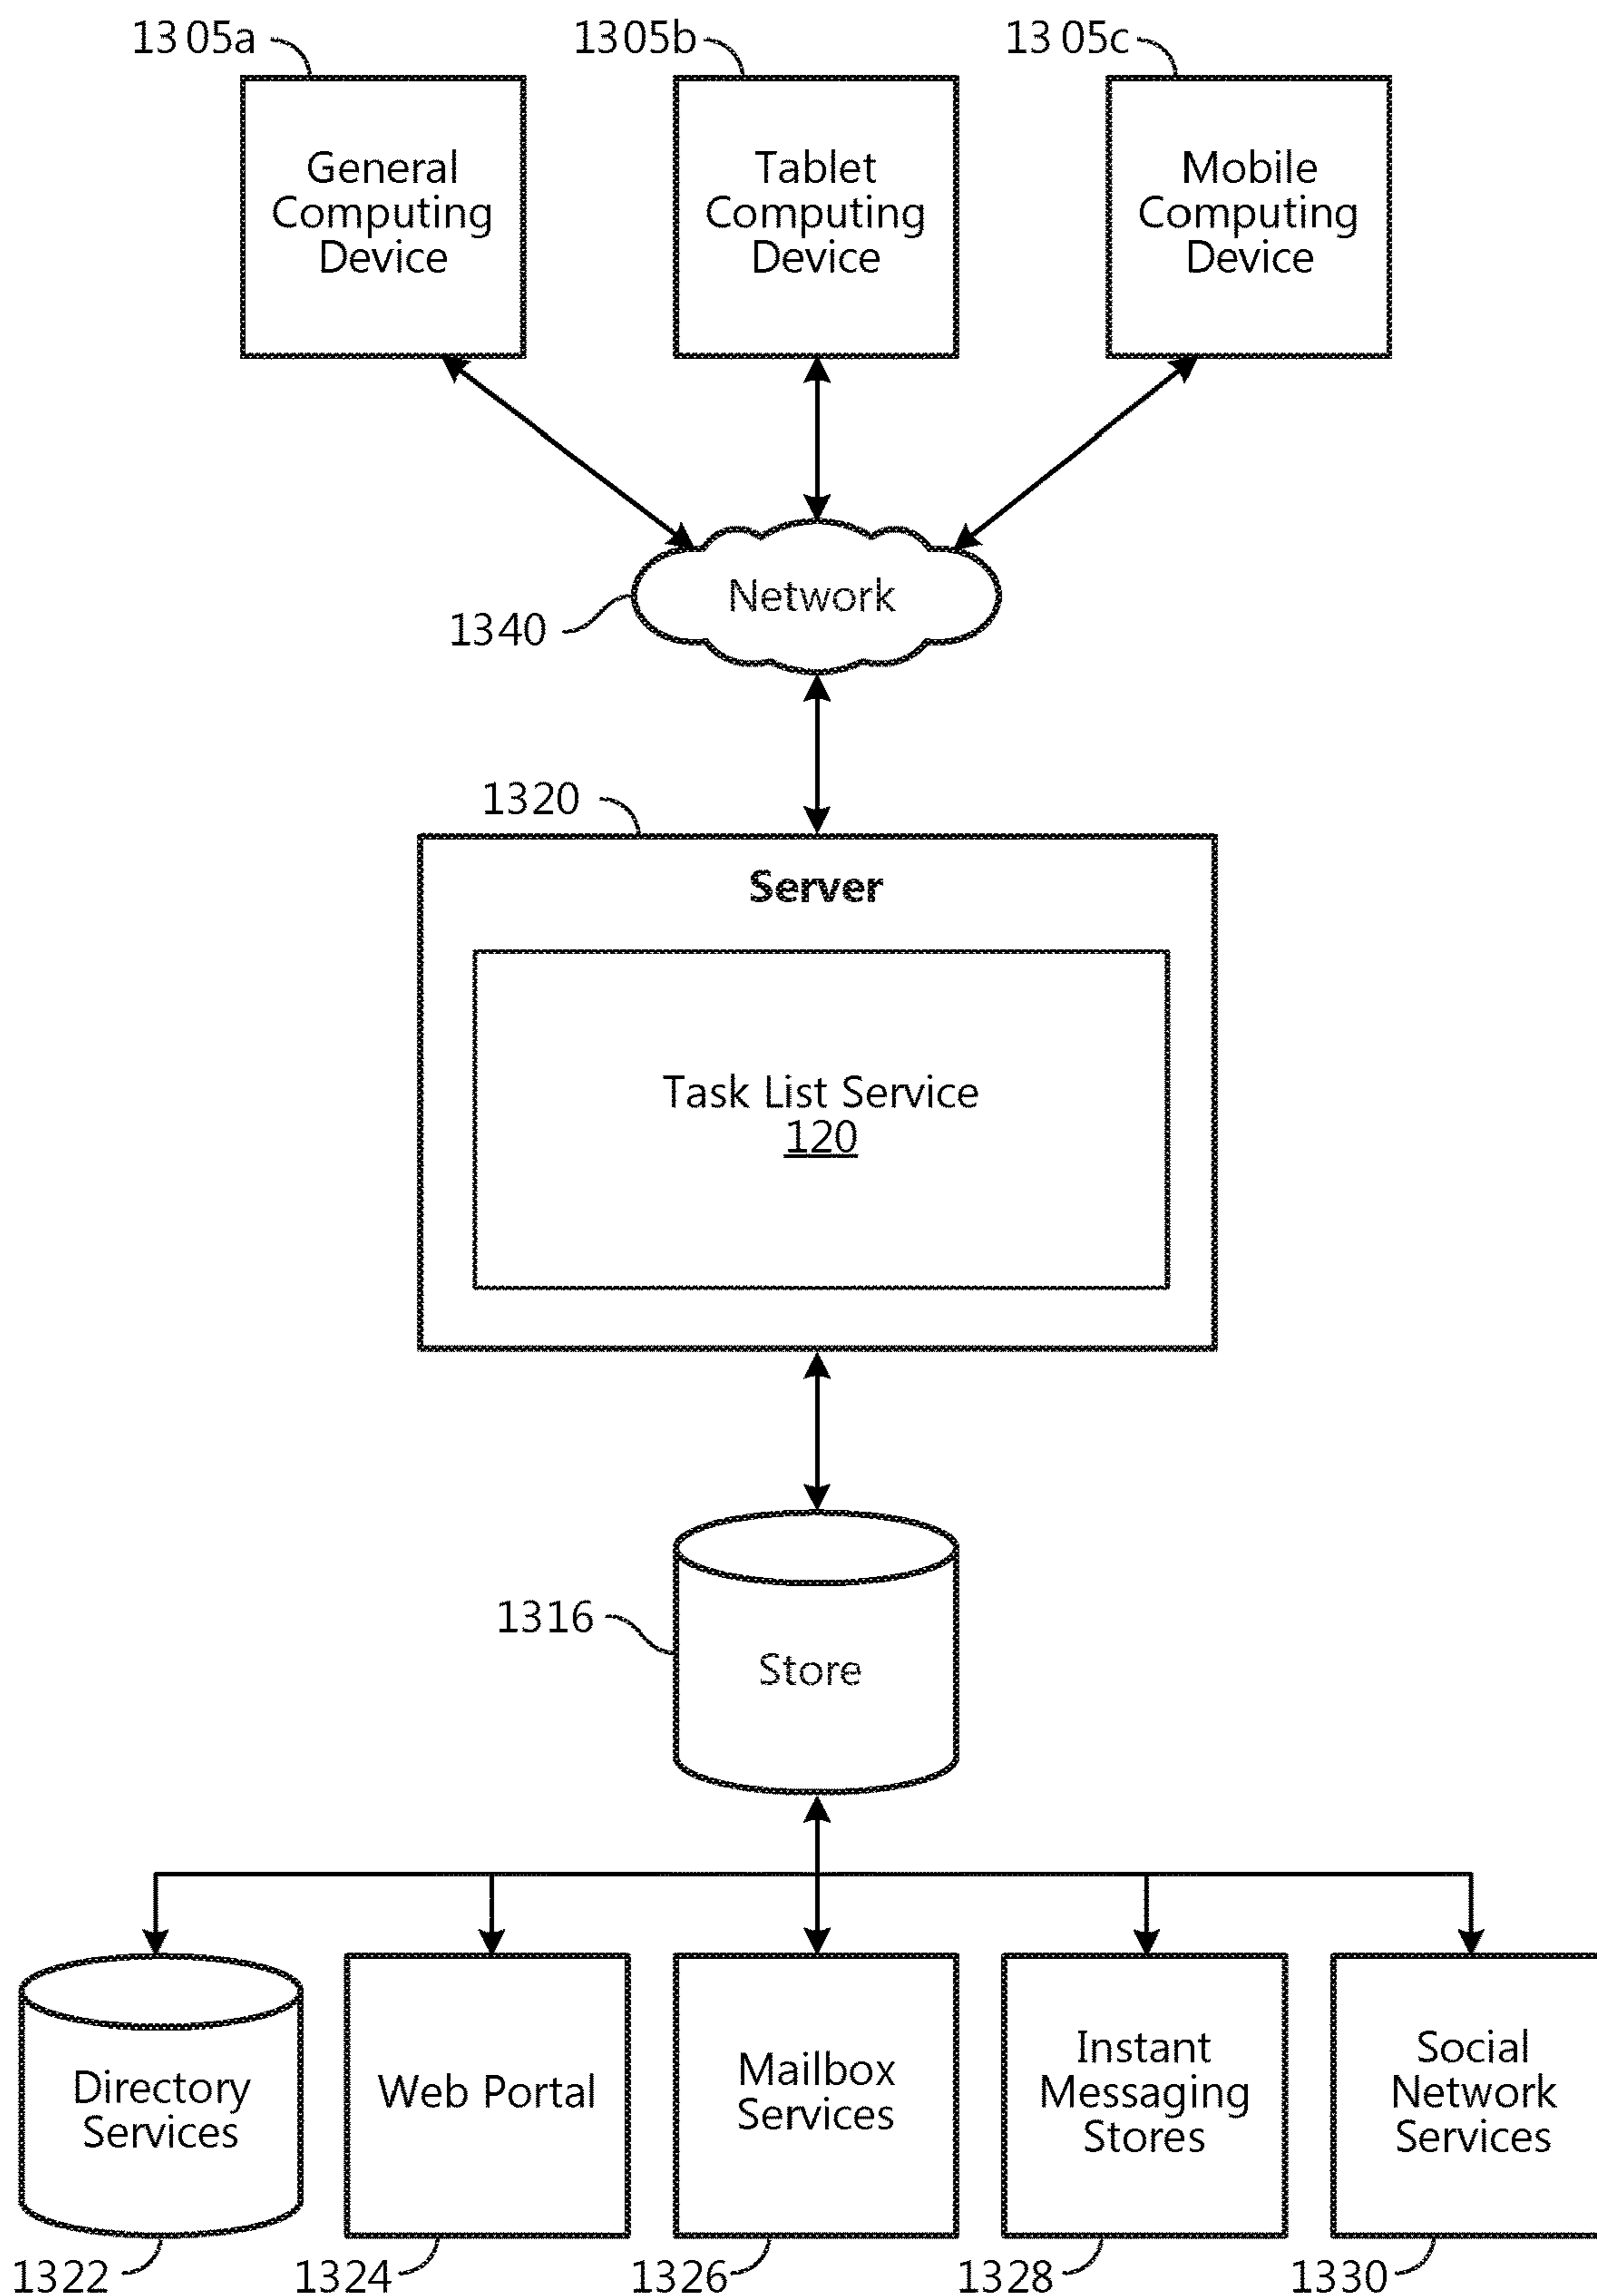 1305a
1305b
1305c
General
Computing
Device
Tablet
Computing
Device
Mobile
Computing
Device
Network
1340
1320
Server
Task List Service
120
1316
Store
Directory
Services
Web Portal
Mailbox
Services
Instant
Messaging
Stores
Social
Network
Services
1322
1324
1326
1328
1330